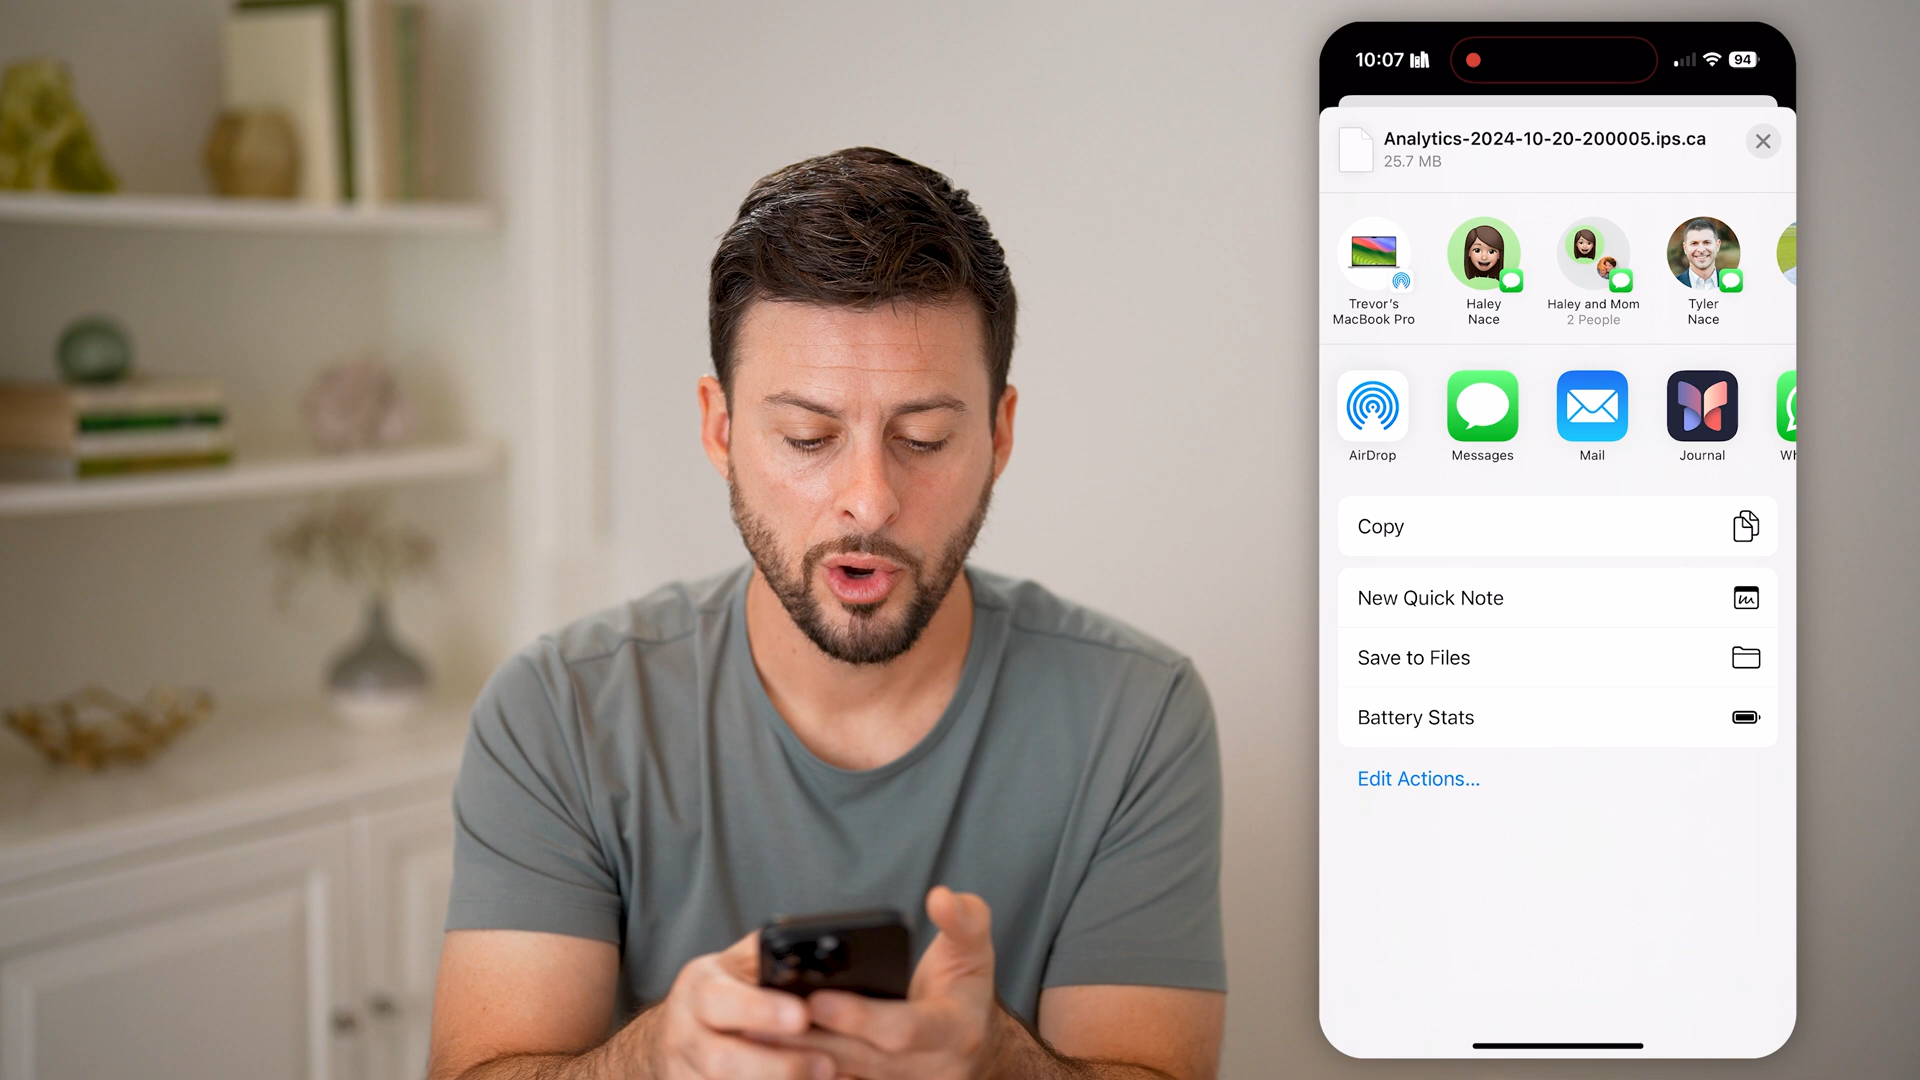 10:07
94
Analytics-2024-10-20-200005.ips.ca
25.7 MB
Trevor's
MacBook Pro
Haley
Nace
Haley and Mom
2 People
Tyler
Nace
AirDrop
Messages
Mail
Journal
Wh
Copy
New Quick Note
Save to Files
Battery Stats
Edit Actions...